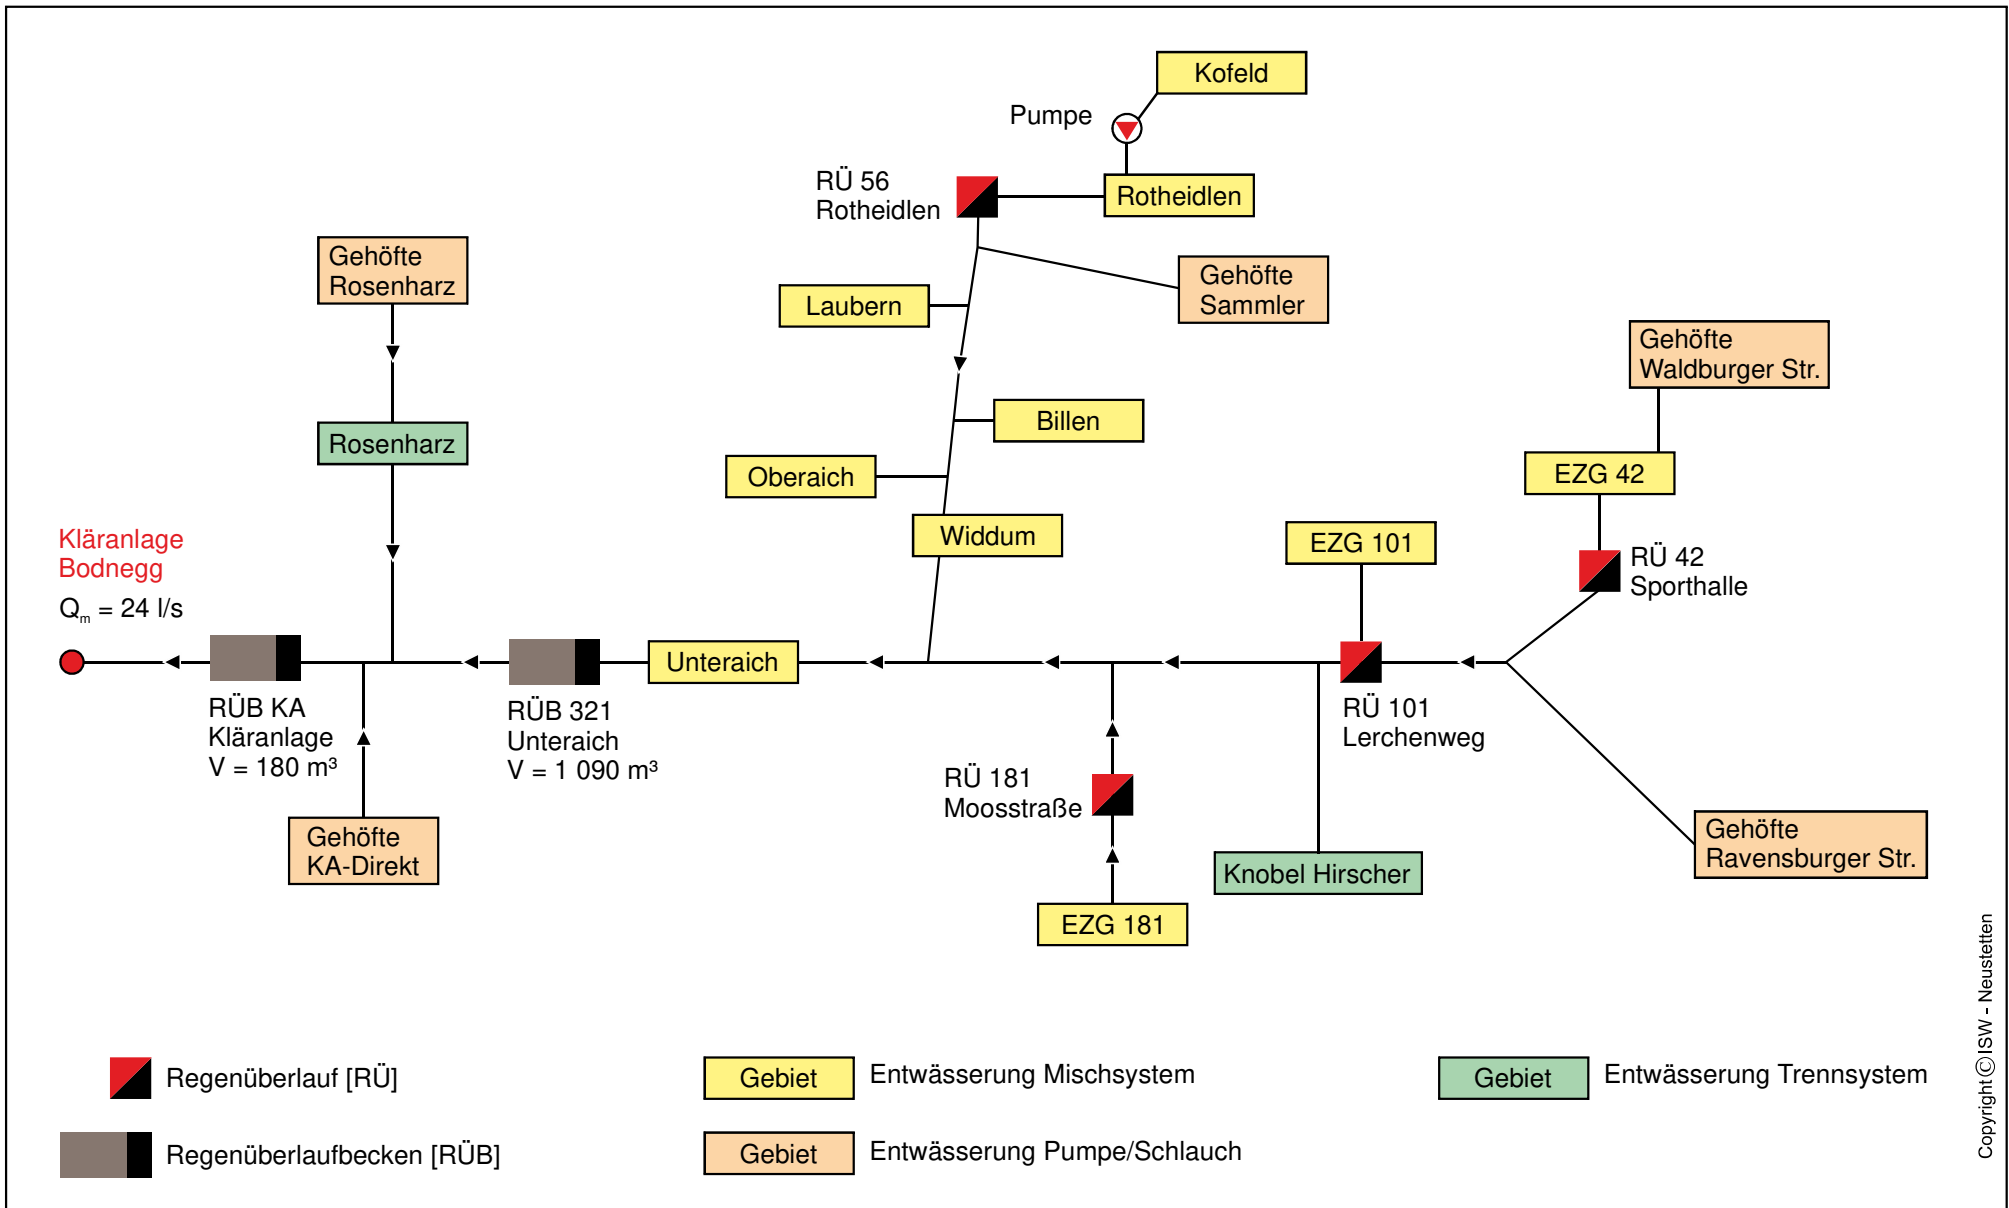 Kofeld
Pumpe
RÜ 56
Rotheidlen
Rotheidlen
Gehöfte
Rosenharz
Gehöfte
Sammler
Laubern
Gehöfte
Waldburger Str.
Billen
Rosenharz
Oberaich
EZG 42
Widdum
EZG 101
Kläranlage
Bodnegg
Qm = 24 l/s
RÜ 42
Sporthalle
Unteraich
RÜB KA
Kläranlage
V = 180 m³
RÜB 321
Unteraich
V = 1 090 m³
RÜ 101
Lerchenweg
RÜ 181
Moosstraße
Gehöfte
KA-Direkt
Gehöfte
Ravensburger Str.
Knobel Hirscher
EZG 181
Regenüberlauf [RÜ]
Gebiet
Entwässerung Mischsystem
Gebiet
Entwässerung Trennsystem
Regenüberlaufbecken [RÜB]
Gebiet
Entwässerung Pumpe/Schlauch
Copyright © ISW - Neustetten